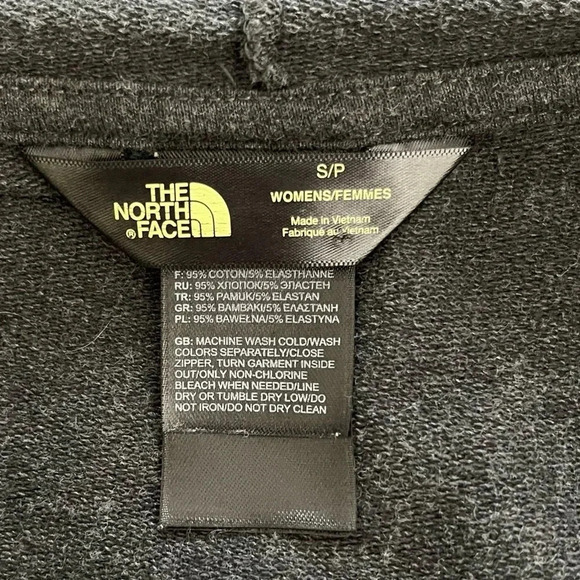 S/P
WOMENS/FEMMES
Made in Vietnam
Fabriqué au Vietnam
THE
NORTH
FACE®
F: 95% COTON/5% ELASTHANNE
RU: 95% ХЛОПОК/5% ЭЛАСТЕН
TR: 95% PAMUK/5% ELASTAN
GR: 95% ΒΑΜΒΑΚΙ/5% ΕΛΑΣΤΑΝΗ
PL: 95% BAWEŁNA/5% ELASTYNA
GB: MACHINE WASH COLD/WASH
COLORS SEPARATELY/CLOSE
ZIPPER, TURN GARMENT INSIDE
OUT/ONLY NON-CHLORINE
BLEACH WHEN NEEDED/LINE
DRY OR TUMBLE DRY LOW/DO
NOT IRON/DO NOT DRY CLEAN